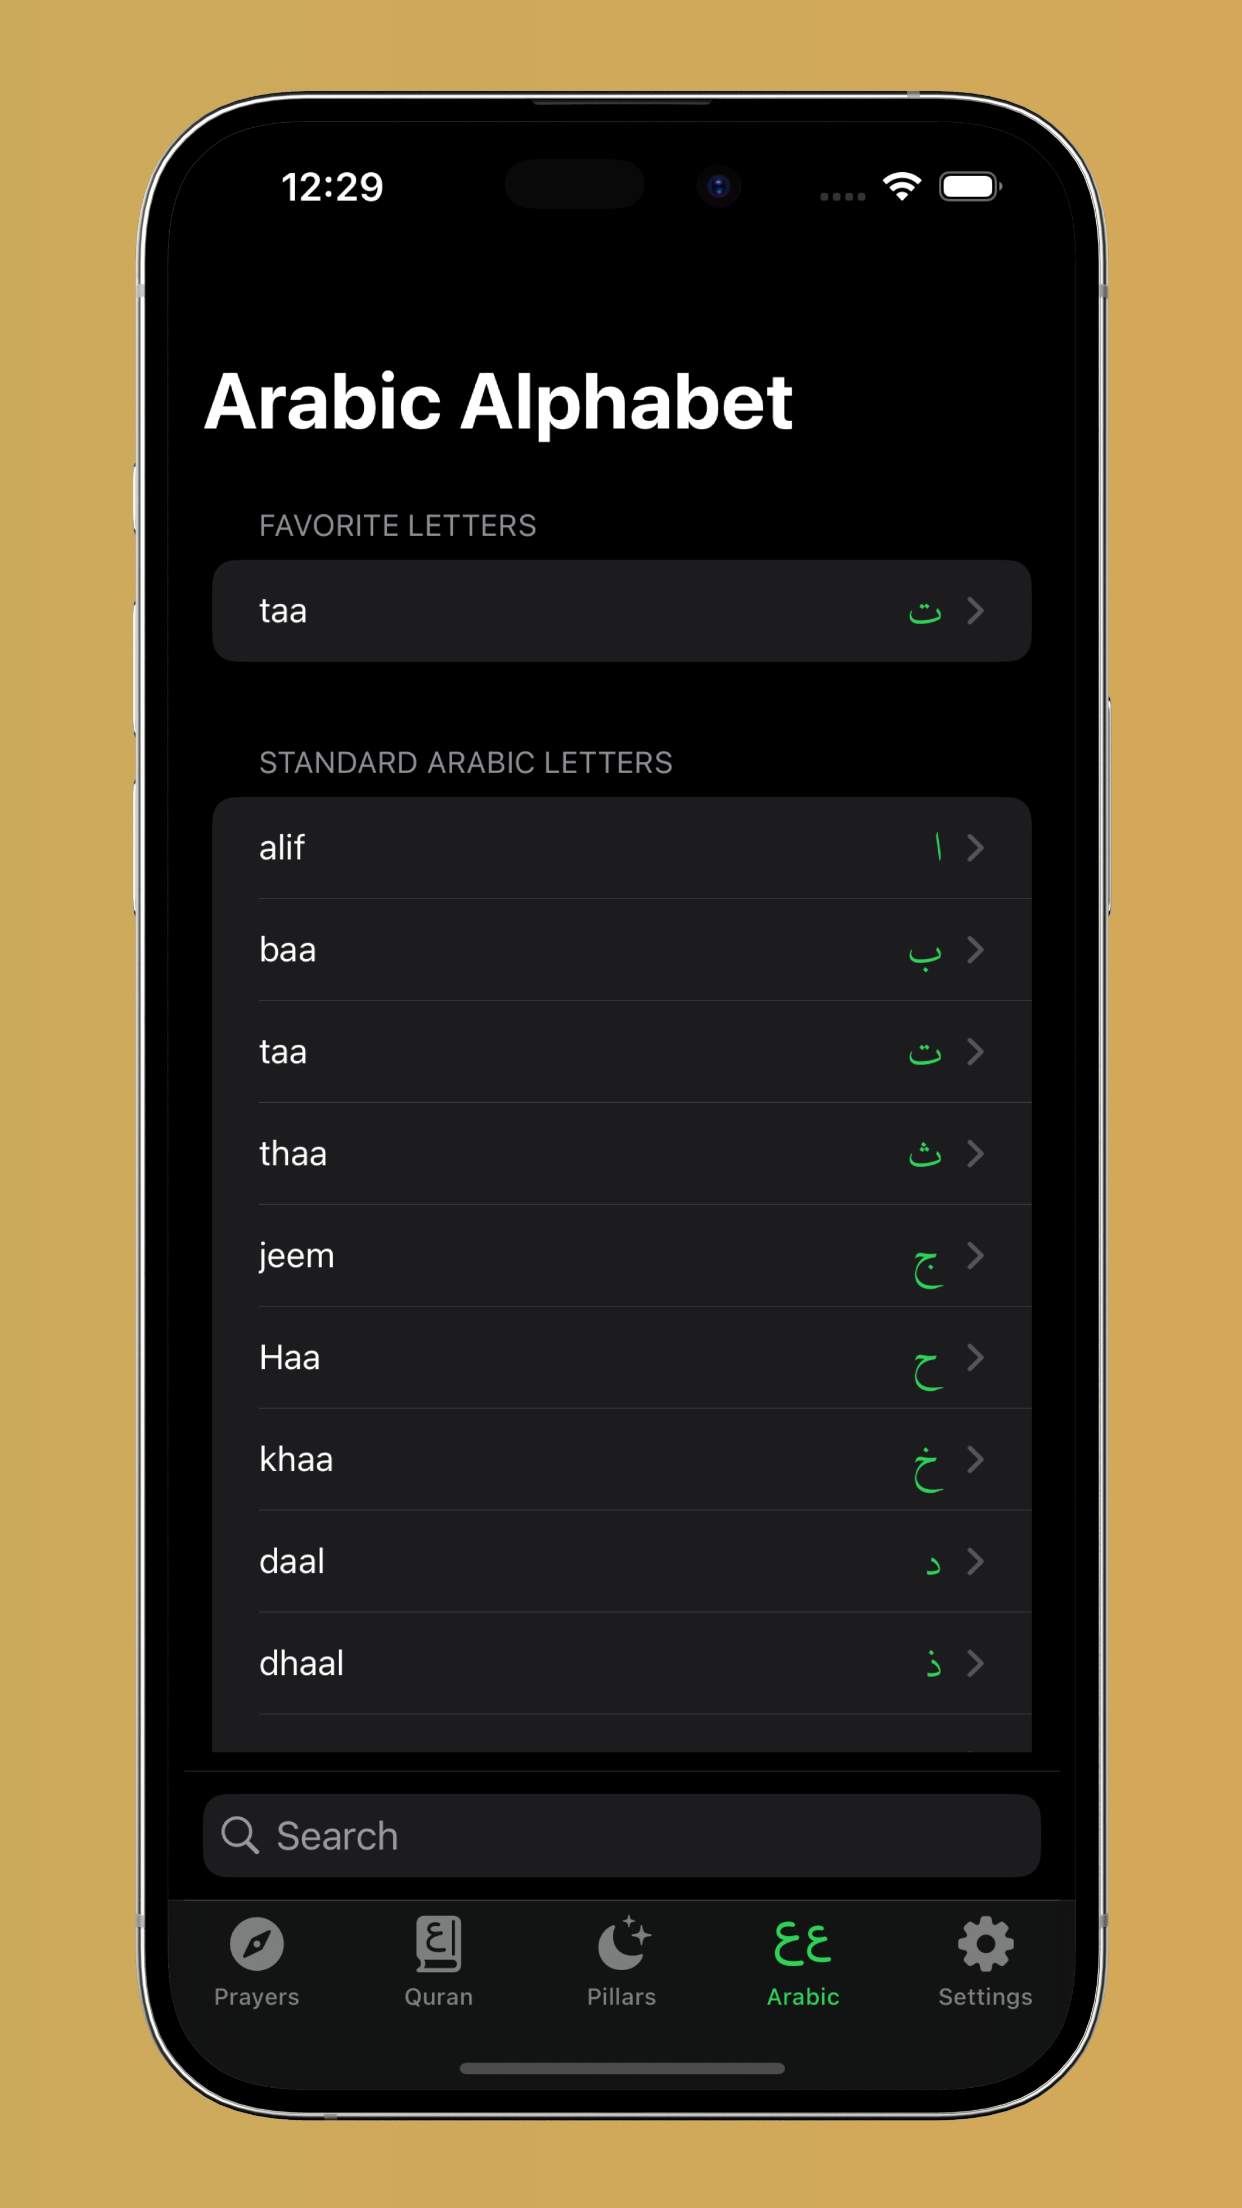 12:29
Arabic Alphabet
FAVORITE LETTERS
taa ت
STANDARD ARABIC LETTERS
alif ا
baa ب
taa ت
thaa ث
jeem ج
Haa ح
khaa خ
daal د
dhaal ذ
Search
ع
عع
Prayers Quran Pillars Arabic Settings